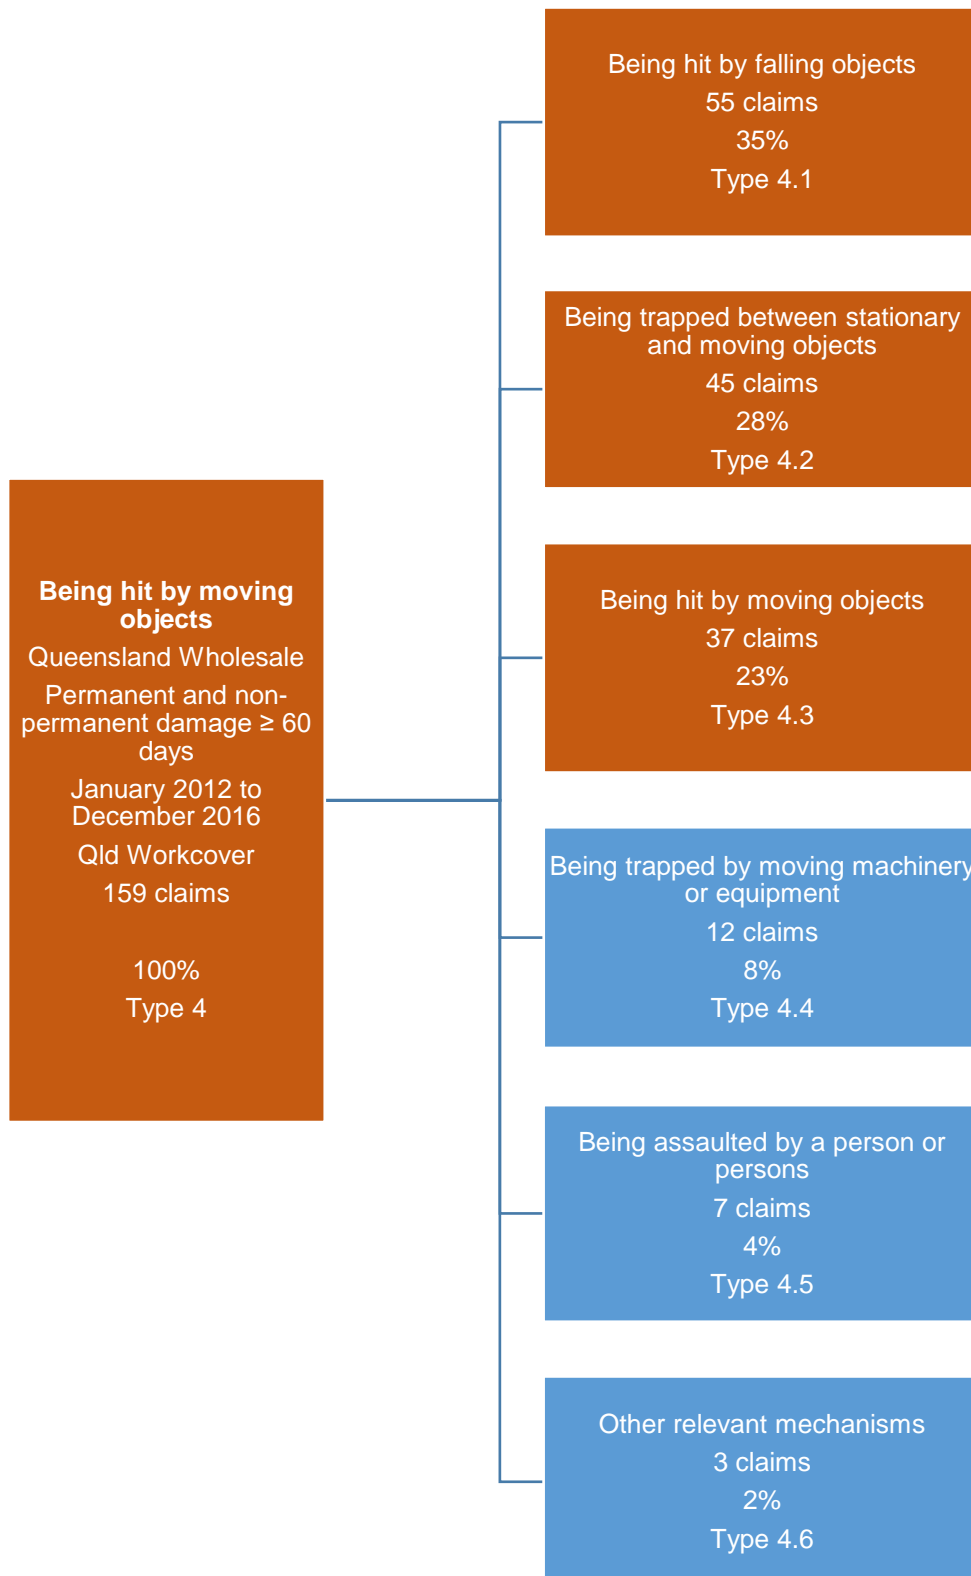 Being hit by falling objects
55 claims
35%
Type 4.1
Being trapped between stationary
and moving objects
45 claims
28%
Type 4.2
Being hit by moving
objects
Queensland Wholesale
Permanent and non-
permanent damage ≥ 60
days
January 2012 to
December 2016
Qld Workcover
159 claims
100%
Type 4
Being hit by moving objects
37 claims
23%
Type 4.3
Being trapped by moving machinery
or equipment
12 claims
8%
Type 4.4
Being assaulted by a person or
persons
7 claims
4%
Type 4.5
Other relevant mechanisms
3 claims
2%
Type 4.6